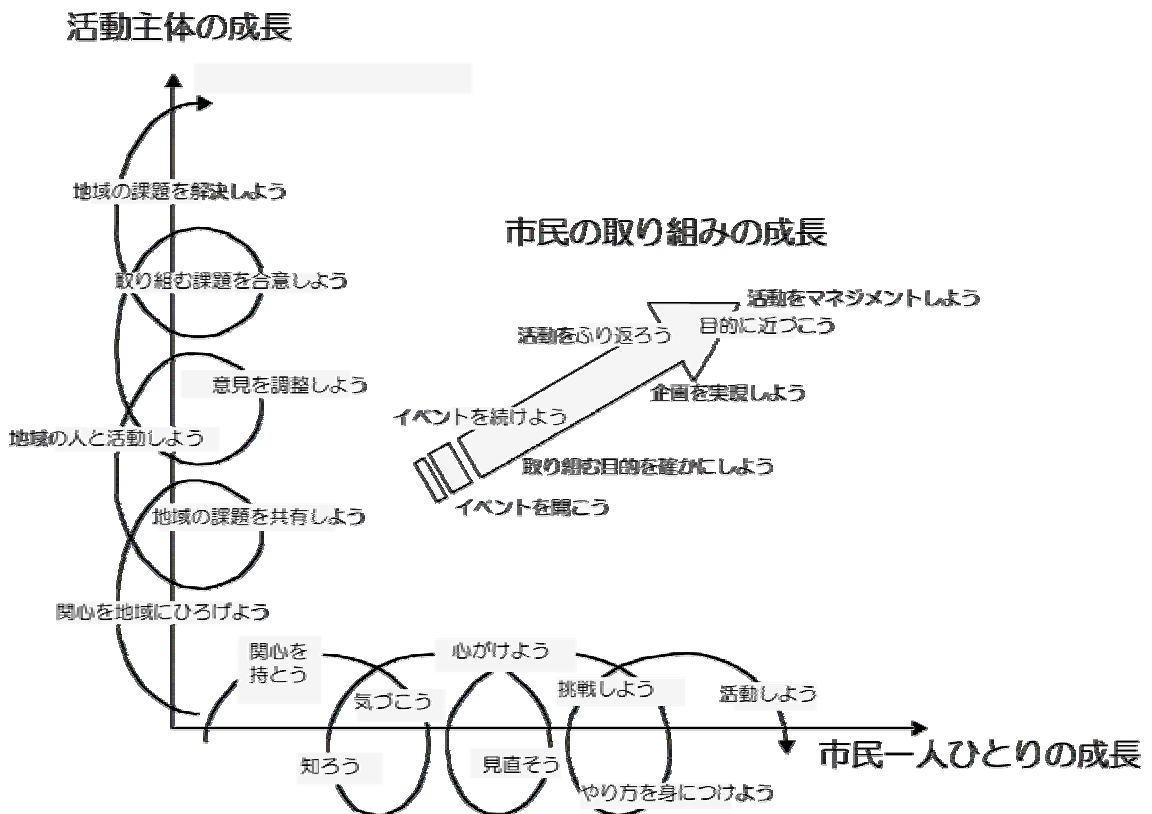 活動主体の成長
地域の課題を解決しよう
取り組む課題を合意しよう
意見を調整しよう
地域の人と活動しよう
地域の課題を共有しよう
関心を地域にひろげよう
市民の取り組みの成長
活動をマネジメントしよう
目的に近づこう
活動をふり返ろう
企画を実現しよう
イベントを続けよう
取り組む目的を確かにしよう
イベントを開こう
関心を
持とう
気づこう
知ろう
心がけよう
見直そう
挑戦しよう
やり方を身につけよう
活動しよう
市民一人ひとりの成長